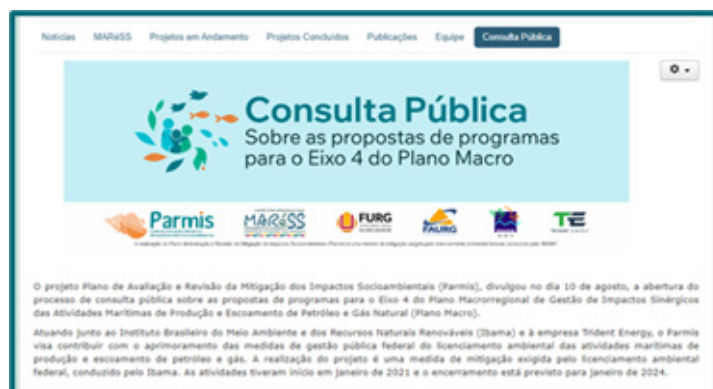 Notícias MARéSS Projetos em Andamento Projetos Concluídos Publicações Equipe Consulta Pública
Consulta Pública
Sobre as propostas de programas
para o Eixo 4 do Plano Macro
Parmis MARéSS FURG FAURG TE
O projeto Plano de Avaliação e Revisão da Mitigação dos Impactos Socioambientais (Parmis), divulgou no dia 10 de agosto, a abertura do
processo de consulta pública sobre as propostas de programas para o Eixo 4 do Plano Macrorregional de Gestão de Impactos Sinérgicos
das Atividades Marítimas de Produção e Escoamento de Petróleo e Gás Natural (Plano Macro).
Atuando junto ao Instituto Brasileiro do Meio Ambiente e dos Recursos Naturais Renováveis (Ibama) e à empresa Trident Energy, o Parmis
visa contribuir com o aprimoramento das medidas de gestão pública federal do licenciamento ambiental das atividades marítimas de
produção e escoamento de petróleo e gás. A realização do projeto é uma medida de mitigação exigida pelo licenciamento ambiental
federal, conduzido pelo Ibama. As atividades tiveram início em janeiro de 2021 e o encerramento está previsto para janeiro de 2024.